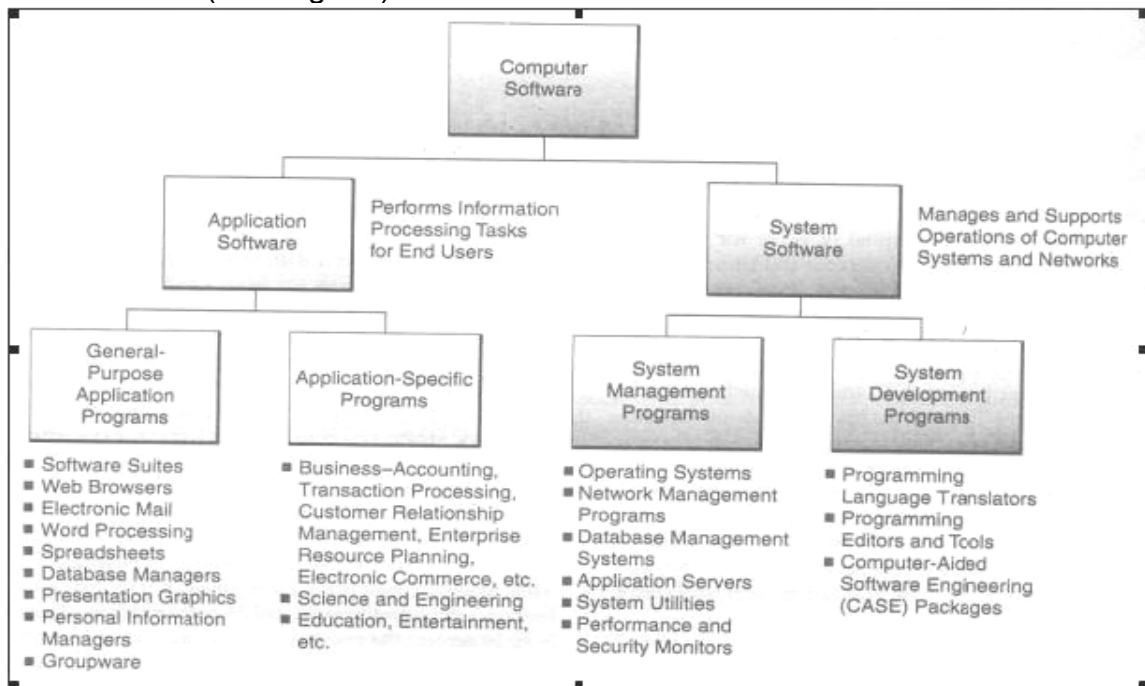 Computer
Software
Application
Software
Performs Information
Processing Tasks
for End Users
System
Software
Manages and Supports
Operations of Computer
Systems and Networks
General-
Purpose
Application
Programs
Application-Specific
Programs
System
Management
Programs
System
Development
Programs
■ Software Suites
■ Web Browsers
■ Electronic Mail
■ Word Processing
■ Spreadsheets
■ Database Managers
■ Presentation Graphics
■ Personal Information
Managers
■ Groupware
■ Business–Accounting,
Transaction Processing,
Customer Relationship
Management, Enterprise
Resource Planning,
Electronic Commerce, etc.
■ Science and Engineering
■ Education, Entertainment,
etc.
■ Operating Systems
■ Network Management
Programs
■ Database Management
Systems
■ Application Servers
■ System Utilities
■ Performance and
Security Monitors
■ Programming
Language Translators
■ Programming
Editors and Tools
■ Computer-Aided
Software Engineering
(CASE) Packages